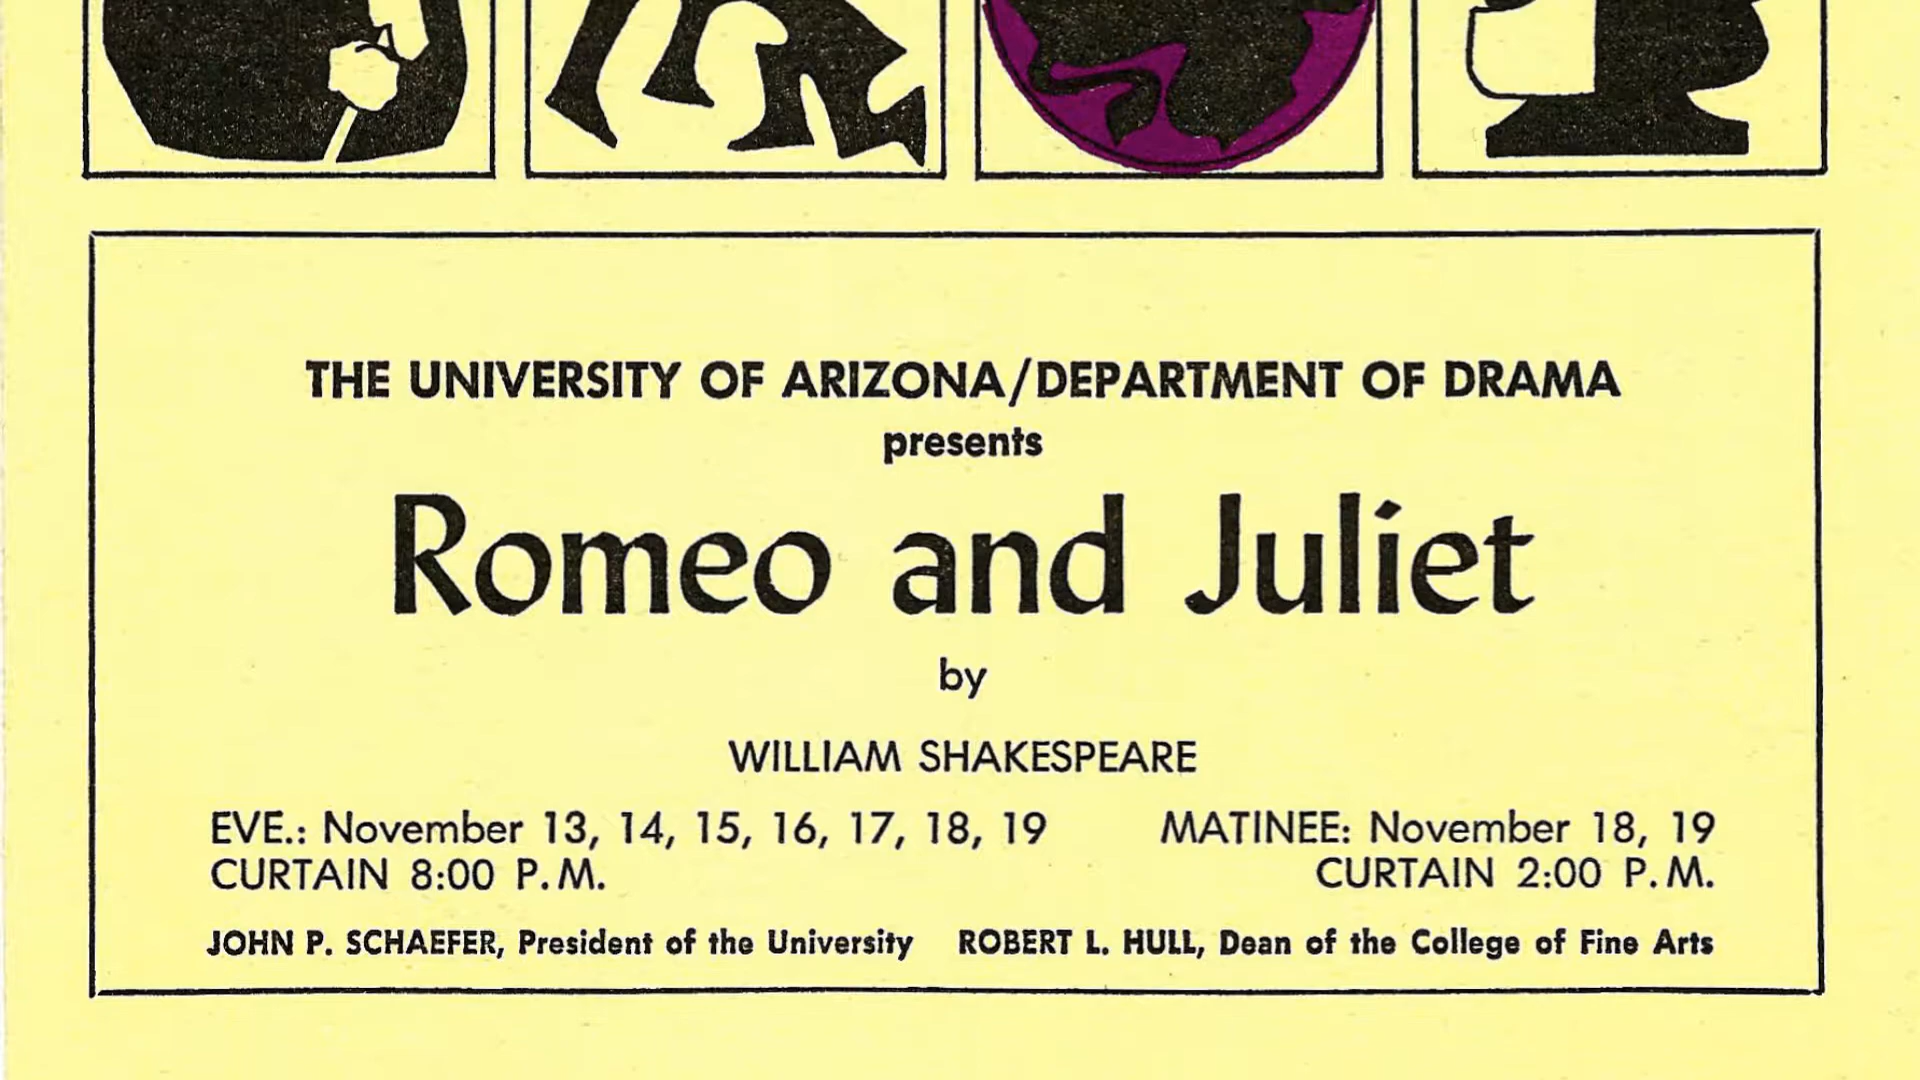 THE UNIVERSITY OF ARIZONA/DEPARTMENT OF DRAMA
presents
Romeo and Juliet
by
WILLIAM SHAKESPEARE
EVE.: November 13, 14, 15, 16, 17, 18, 19
CURTAIN 8:00 P.M.
MATINEE: November 18, 19
CURTAIN 2:00 P.M.
JOHN P. SCHAEFER, President of the University
ROBERT L. HULL, Dean of the College of Fine Arts